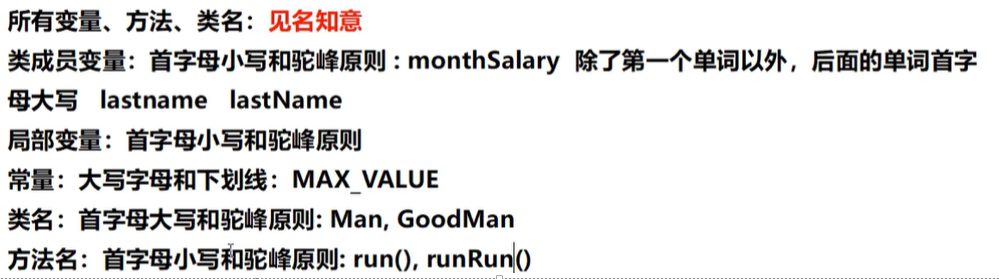 所有变量、方法、类名：见名知意
类成员变量：首字母小写和驼峰原则 : monthSalary  除了第一个单词以外，后面的单词首字
母大写   lastname   lastName
局部变量：首字母小写和驼峰原则
常量：大写字母和下划线：MAX_VALUE
类名：首字母大写和驼峰原则: Man, GoodMan
方法名：首字母小写和驼峰原则: run(), runRun()